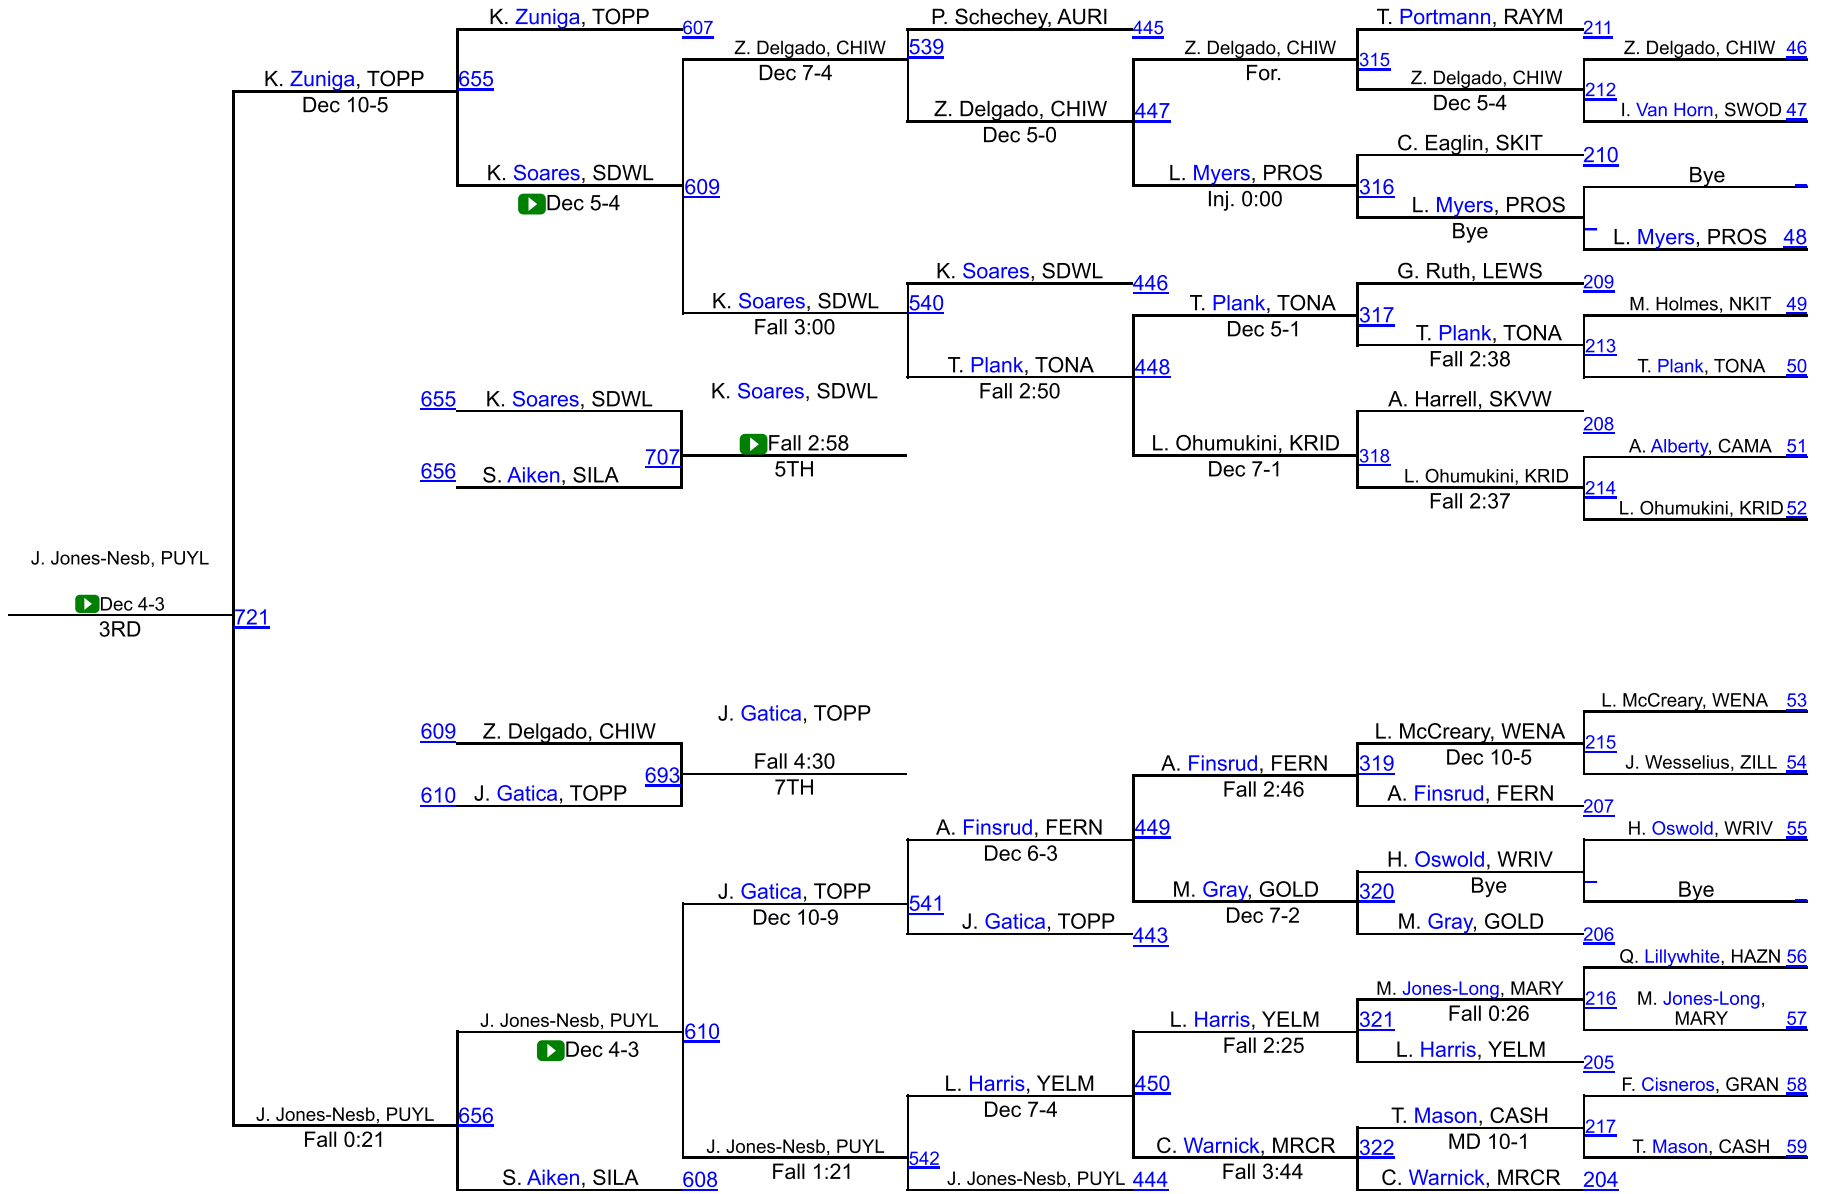 K. Zuniga, TOPP
607
P. Schechey, AURI
445
T. Portmann, RAYM
211
Z. Delgado, CHIW
539
Z. Delgado, CHIW
315
Z. Delgado, CHIW 46
Dec 7-4
For.
K. Zuniga, TOPP
655
Z. Delgado, CHIW
212
Dec 10-5
Dec 5-4
Z. Delgado, CHIW
447
I. Van Horn, SWOD 47
Dec 5-0
C. Eaglin, SKIT
210
K. Soares, SDWL
609
L. Myers, PROS
316
Bye
Dec 5-4
Inj. 0:00
L. Myers, PROS
Bye
L. Myers, PROS 48
K. Soares, SDWL
446
G. Ruth, LEWS
209
K. Soares, SDWL
540
T. Plank, TONA
317
M. Holmes, NKIT 49
Fall 3:00
Dec 5-1
T. Plank, TONA
213
Fall 2:38
T. Plank, TONA
448
T. Plank, TONA 50
Fall 2:50
K. Soares, SDWL
655 K. Soares, SDWL
A. Harrell, SKVW
208
Fall 2:58
707
5TH
L. Ohumukini, KRID
318
Dec 7-1
A. Alberty, CAMA 51
656 S. Aiken, SILA
L. Ohumukini, KRID
214
Fall 2:37
L. Ohumukini, KRID 52
J. Jones-Nesb, PUYL
Dec 4-3
721
3RD
L. McCreary, WENA 53
J. Gatica, TOPP
609 Z. Delgado, CHIW
L. McCreary, WENA
215
Dec 10-5
Fall 4:30
693
7TH
A. Finsrud, FERN
319
Fall 2:46
J. Wesselius, ZILL 54
610 J. Gatica, TOPP
A. Finsrud, FERN
207
A. Finsrud, FERN
449
Dec 6-3
H. Oswold, WRIV 55
H. Oswold, WRIV
Bye
J. Gatica, TOPP
541
Dec 10-9
M. Gray, GOLD
320
Dec 7-2
Bye
J. Gatica, TOPP
443
M. Gray, GOLD
206
Q. Lillywhite, HAZN 56
M. Jones-Long, MARY
216
Fall 0:26
M. Jones-Long,
MARY 57
J. Jones-Nesb, PUYL
610
Dec 4-3
L. Harris, YELM
321
Fall 2:25
L. Harris, YELM
205
L. Harris, YELM
450
Dec 7-4
F. Cisneros, GRAN 58
J. Jones-Nesb, PUYL
656
Fall 0:21
T. Mason, CASH
217
MD 10-1
J. Jones-Nesb, PUYL
542
Fall 1:21
C. Warnick, MRCR
322
Fall 3:44
T. Mason, CASH 59
S. Aiken, SILA
608
J. Jones-Nesb, PUYL 444
C. Warnick, MRCR
204